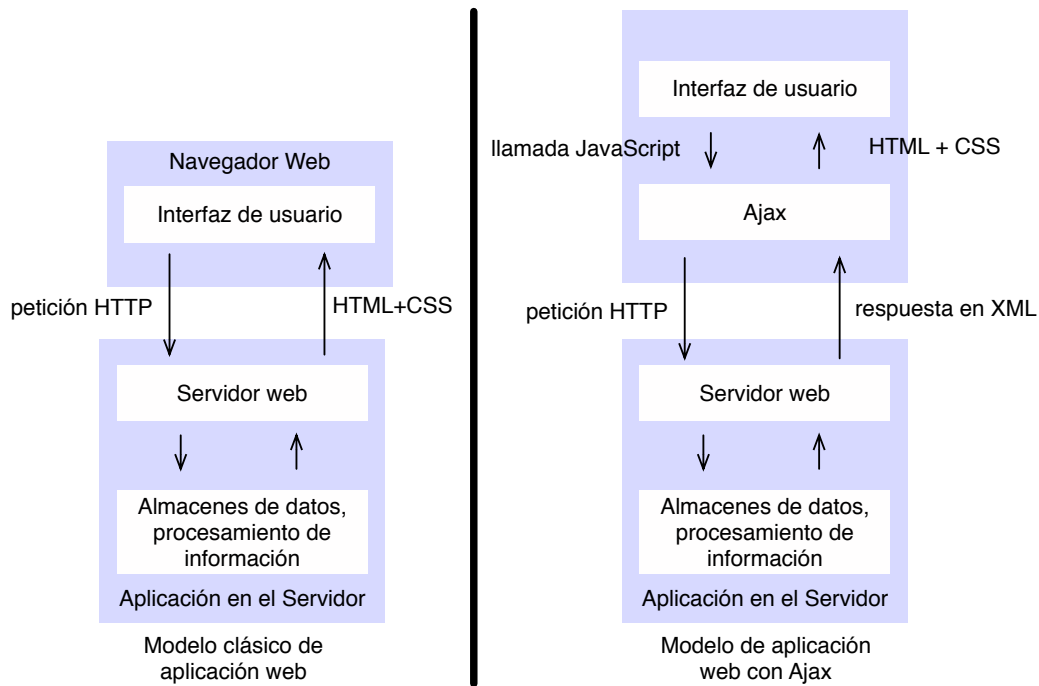 Navegador Web
Interfaz de usuario
petición HTTP
HTML+CSS
Servidor web
Almacenes de datos,
procesamiento de
información
Aplicación en el Servidor
Modelo clásico de
aplicación web
Interfaz de usuario
llamada JavaScript
HTML + CSS
Ajax
petición HTTP
respuesta en XML
Servidor web
Almacenes de datos,
procesamiento de
información
Aplicación en el Servidor
Modelo de aplicación
web con Ajax